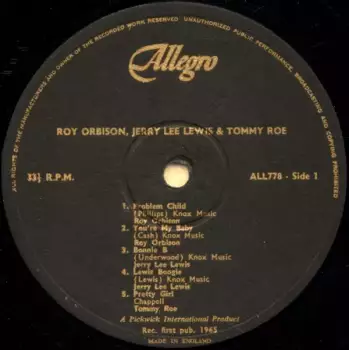 ALL RIGHTS OF THE MANUFACTURERS AND OWNER OF THE RECORDED WORK RESERVED UNAUTHORISED PUBLIC PERFORMANCE, BROADCASTING AND COPYING PROHIBITED
Allegro
ROY ORBISON, JERRY LEE LEWIS & TOMMY ROE
33⅓ R.P.M.
ALL778 - Side 1
1. Problem Child
(Phillips) Knox Music
Roy Orbison
2. You're My Baby
(Cash) Knox Music
Roy Orbison
3. Bonnie B
(Underwood) Knox Music
Jerry Lee Lewis
4. Lewis Boogie
(Lewis) Knox Music
Jerry Lee Lewis
5. Pretty Girl
Chappell
Tommy Roe
A Pickwick International Product
Rec. first pub. 1965
MADE IN ENGLAND